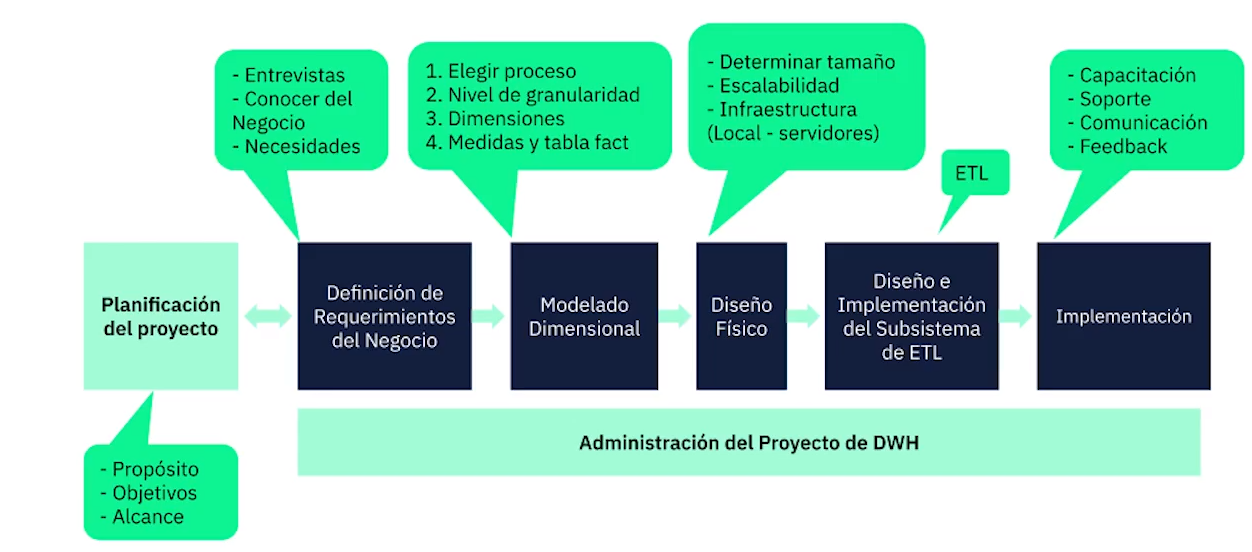 - Entrevistas
- Conocer del
Negocio
- Necesidades
1. Elegir proceso
2. Nivel de granularidad
3. Dimensiones
4. Medidas y tabla fact
- Determinar tamaño
- Escalabilidad
- Infraestructura
(Local - servidores)
ETL
- Capacitación
- Soporte
- Comunicación
- Feedback
Planificación
del proyecto
Definición de
Requerimientos
del Negocio
Modelado
Dimensional
Diseño
Físico
Diseño e
Implementación
del Subsistema
de ETL
Implementación
Administración del Proyecto de DWH
- Propósito
- Objetivos
- Alcance